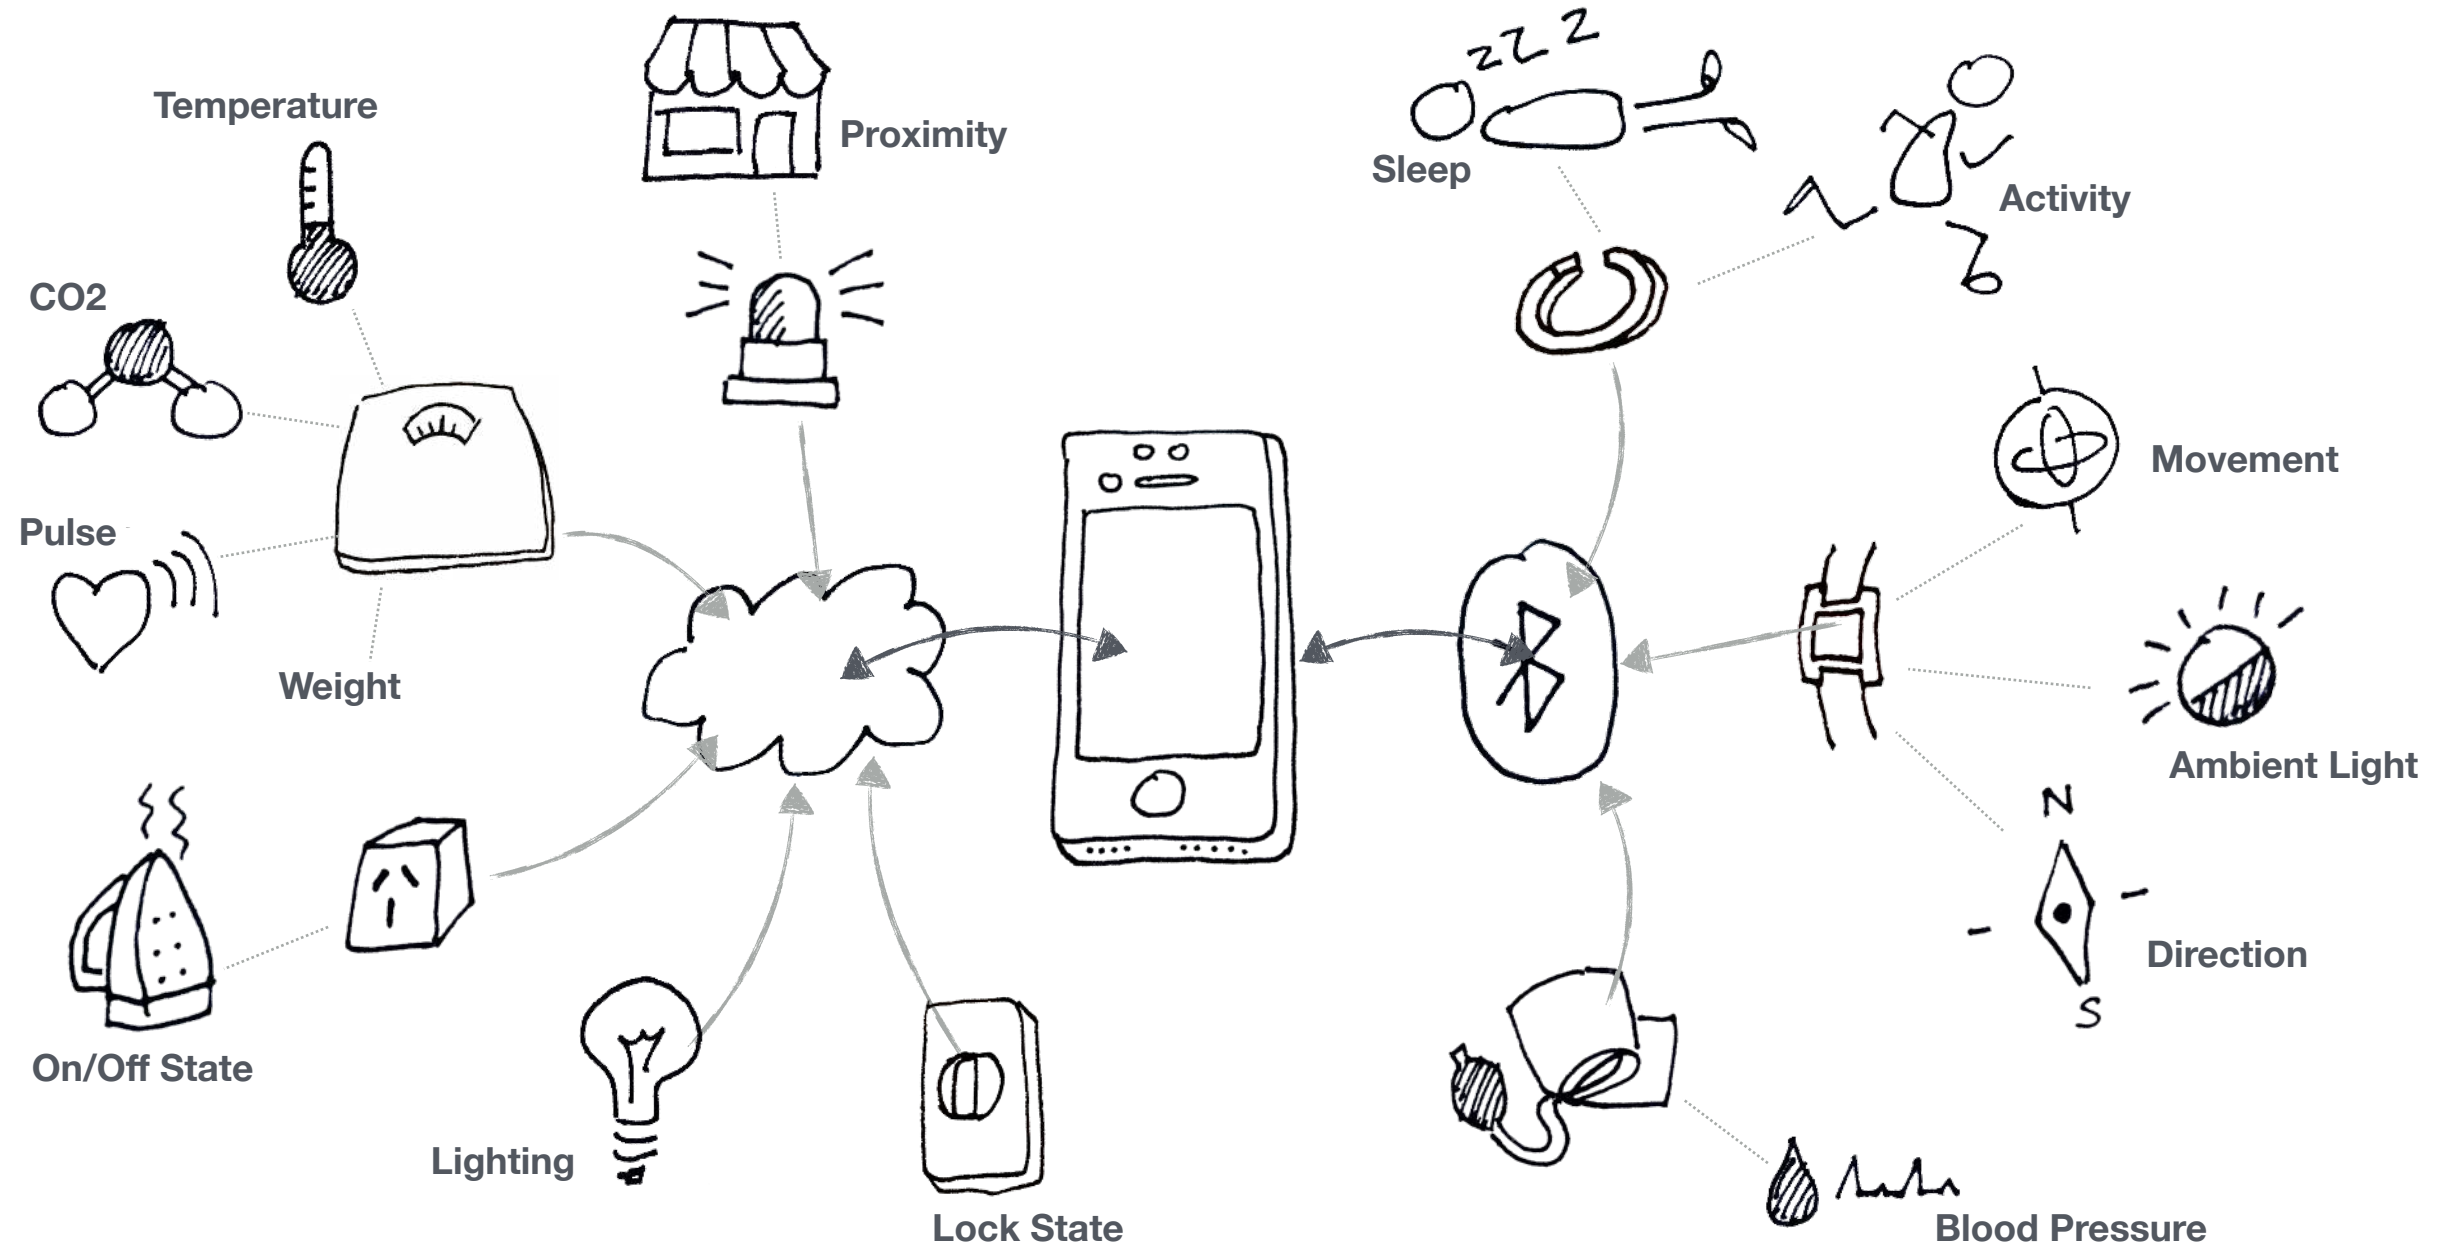 zZZ
Temperature
Proximity
Sleep
Activity
CO2
Movement
Pulse
Weight
Ambient Light
N
Direction
S
On/Off State
Lighting
Lock State
Blood Pressure